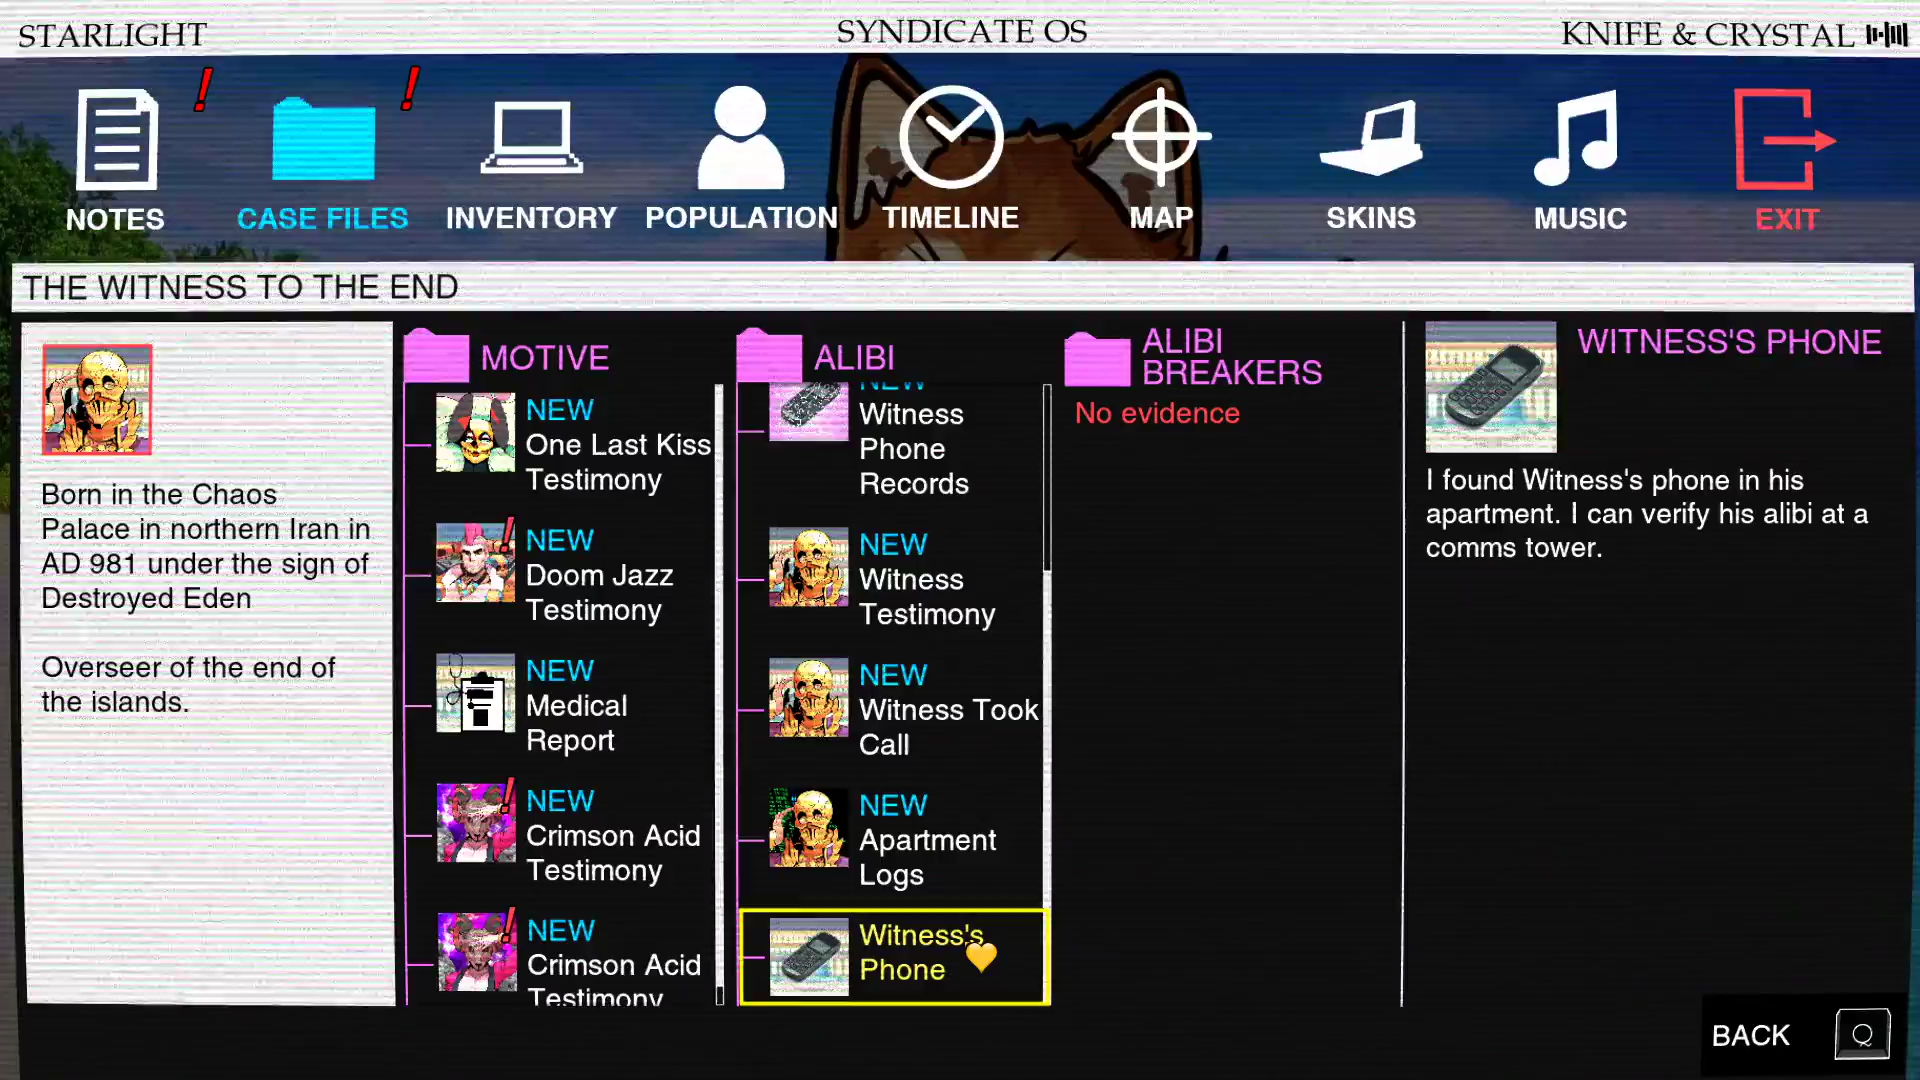 STARLIGHT
SYNDICATE OS
KNIFE & CRYSTAL
NOTES
CASE FILES
INVENTORY
POPULATION
TIMELINE
MAP
SKINS
MUSIC
EXIT
THE WITNESS TO THE END
Born in the Chaos
Palace in northern Iran in
AD 981 under the sign of
Destroyed Eden
Overseer of the end of
the islands.
MOTIVE
NEW
One Last Kiss
Testimony
NEW
Doom Jazz
Testimony
NEW
Medical
Report
NEW
Crimson Acid
Testimony
NEW
Crimson Acid
Testimony
ALIBI
NEW
Witness
Phone
Records
NEW
Witness
Testimony
NEW
Witness Took
Call
NEW
Apartment
Logs
Witness's
Phone
ALIBI
BREAKERS
No evidence
WITNESS'S PHONE
I found Witness's phone in his
apartment. I can verify his alibi at a
comms tower.
BACK
Q